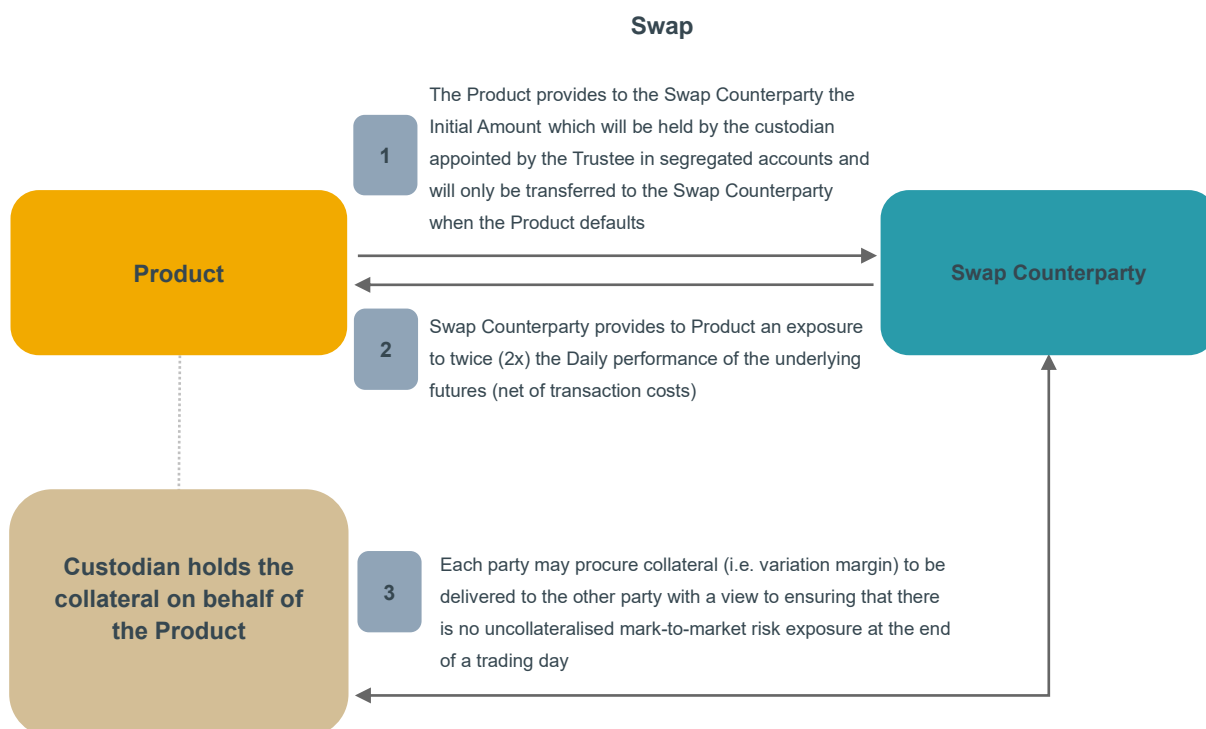 Swap
The Product provides to the Swap Counterparty the
Initial Amount which will be held by the custodian
appointed by the Trustee in segregated accounts and
will only be transferred to the Swap Counterparty
when the Product defaults
1
Product
Swap Counterparty
2
Swap Counterparty provides to Product an exposure
to twice (2x) the Daily performance of the underlying
futures (net of transaction costs)
Custodian holds the
collateral on behalf of
the Product
3
Each party may procure collateral (i.e. variation margin) to be
delivered to the other party with a view to ensuring that there
is no uncollateralised mark-to-market risk exposure at the end
of a trading day